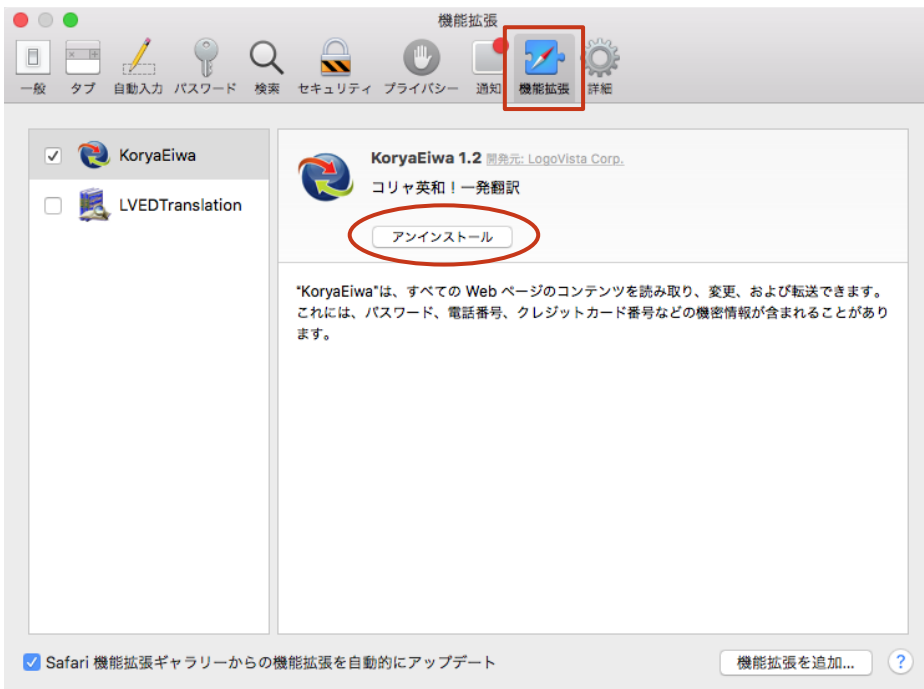 機能拡張
一般 タブ 自動入力 パスワード 検索 セキュリティ プライバシー 通知 機能拡張 詳細
KoryaEiwa
LVEDTranslation
KoryaEiwa 1.2 開発元: LogoVista Corp.
コリャ英和！一発翻訳
アンインストール
“KoryaEiwa”は、すべての Web ページのコンテンツを読み取り、変更、および転送できます。
これには、パスワード、電話番号、クレジットカード番号などの機密情報が含まれることがあり
ます。
Safari 機能拡張ギャラリーからの機能拡張を自動的にアップデート
機能拡張を追加... ?